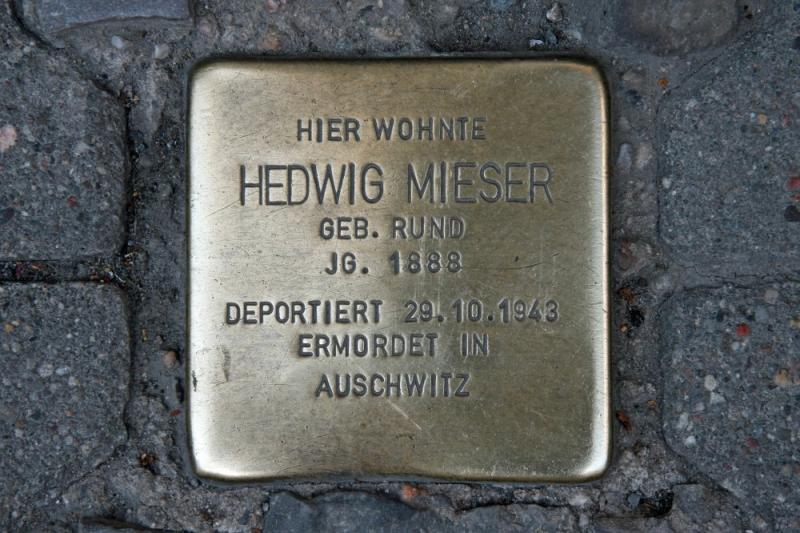 HIER WOHNTE
HEDWIG MIESER
GEB. RUND
JG. 1888
DEPORTIERT 29.10.1943
ERMORDET IN
AUSCHWITZ